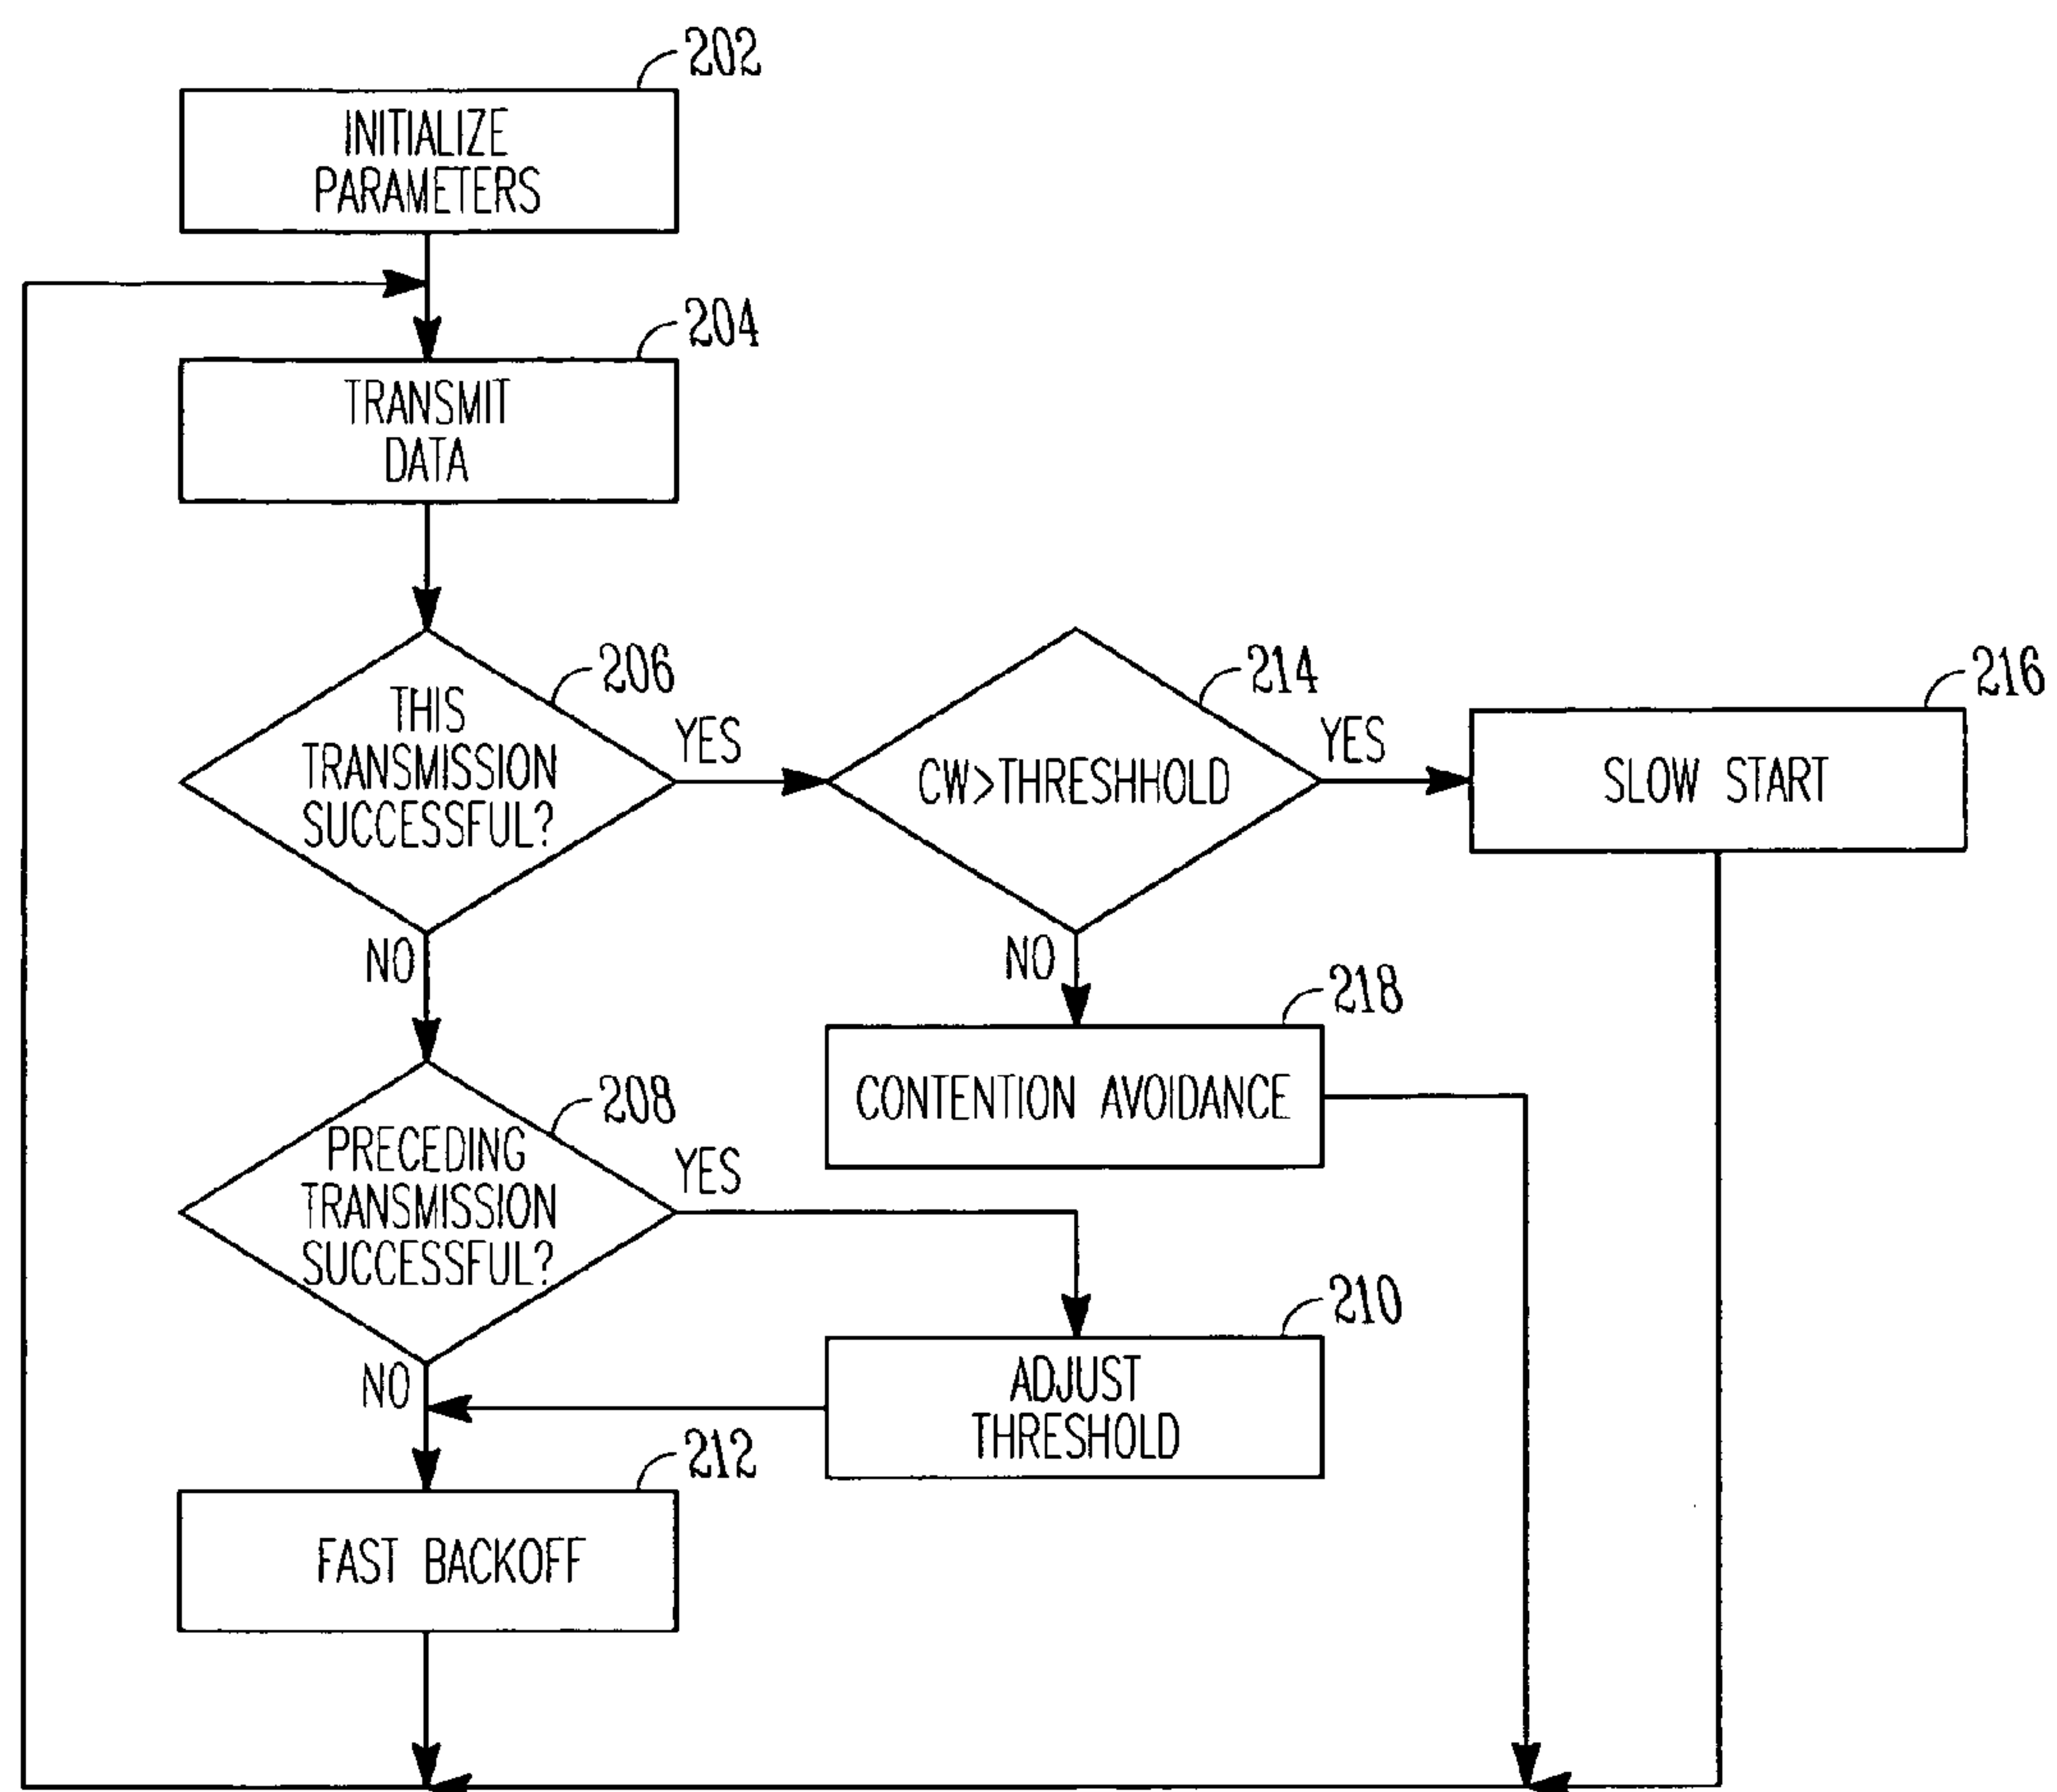 202
INITIALIZE
PARAMETERS
204
TRANSMIT
DATA
206
THIS
TRANSMISSION
SUCCESSFUL?
YES
NO
214
CW>THRESHHOLD
YES
NO
216
SLOW START
218
CONTENTION AVOIDANCE
208
PRECEDING
TRANSMISSION
SUCCESSFUL?
YES
NO
210
ADJUST
THRESHOLD
212
FAST BACKOFF